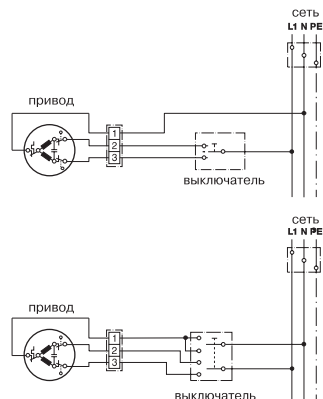 сеть
L1 N PE
привод
1
2
3
выключатель
сеть
L1 N PE
привод
1
2
3
выключатель